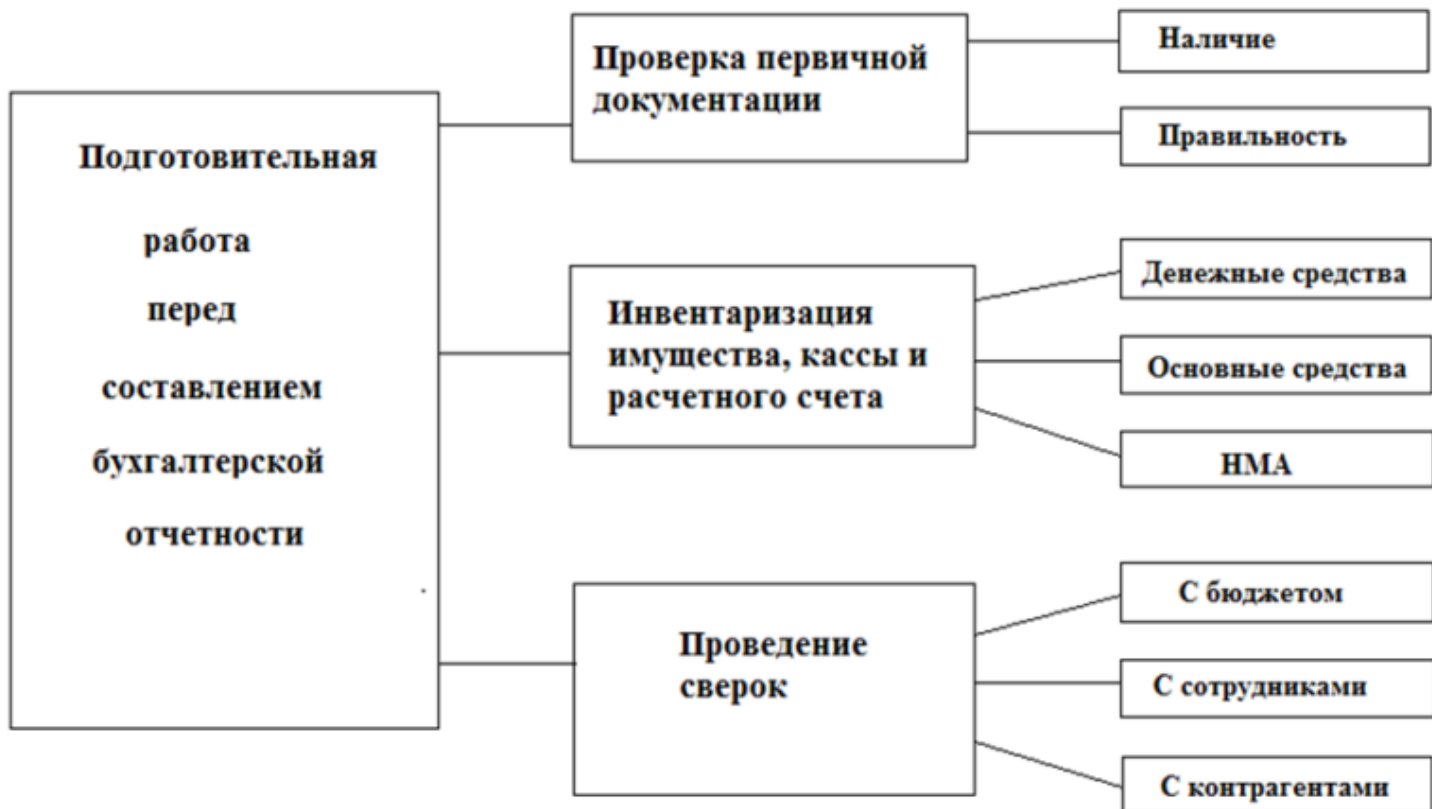 Подготовительная
работа
перед
составлением
бухгалтерской
отчетности
Проверка первичной
документации
Наличие
Правильность
Инвентаризация
имущества, кассы и
расчетного счета
Денежные средства
Основные средства
НМА
Проведение
сверок
С бюджетом
С сотрудниками
С контрагентами